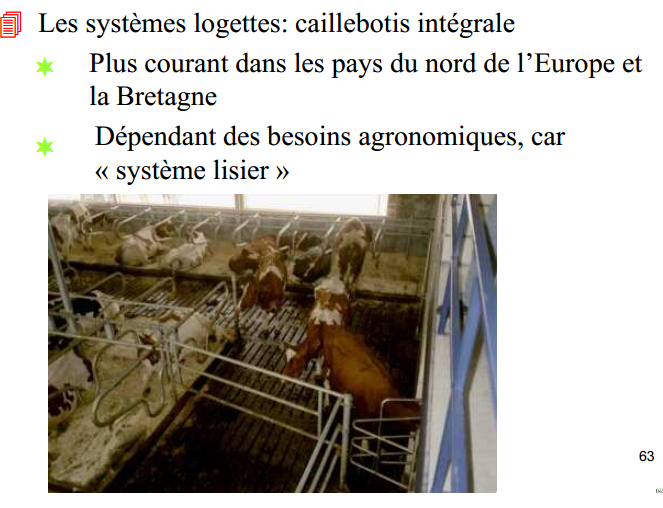 Les systèmes logettes: caillebotis intégrale
Plus courant dans les pays du nord de l’Europe et
la Bretagne
Dépendant des besoins agronomiques, car
« système lisier »
63